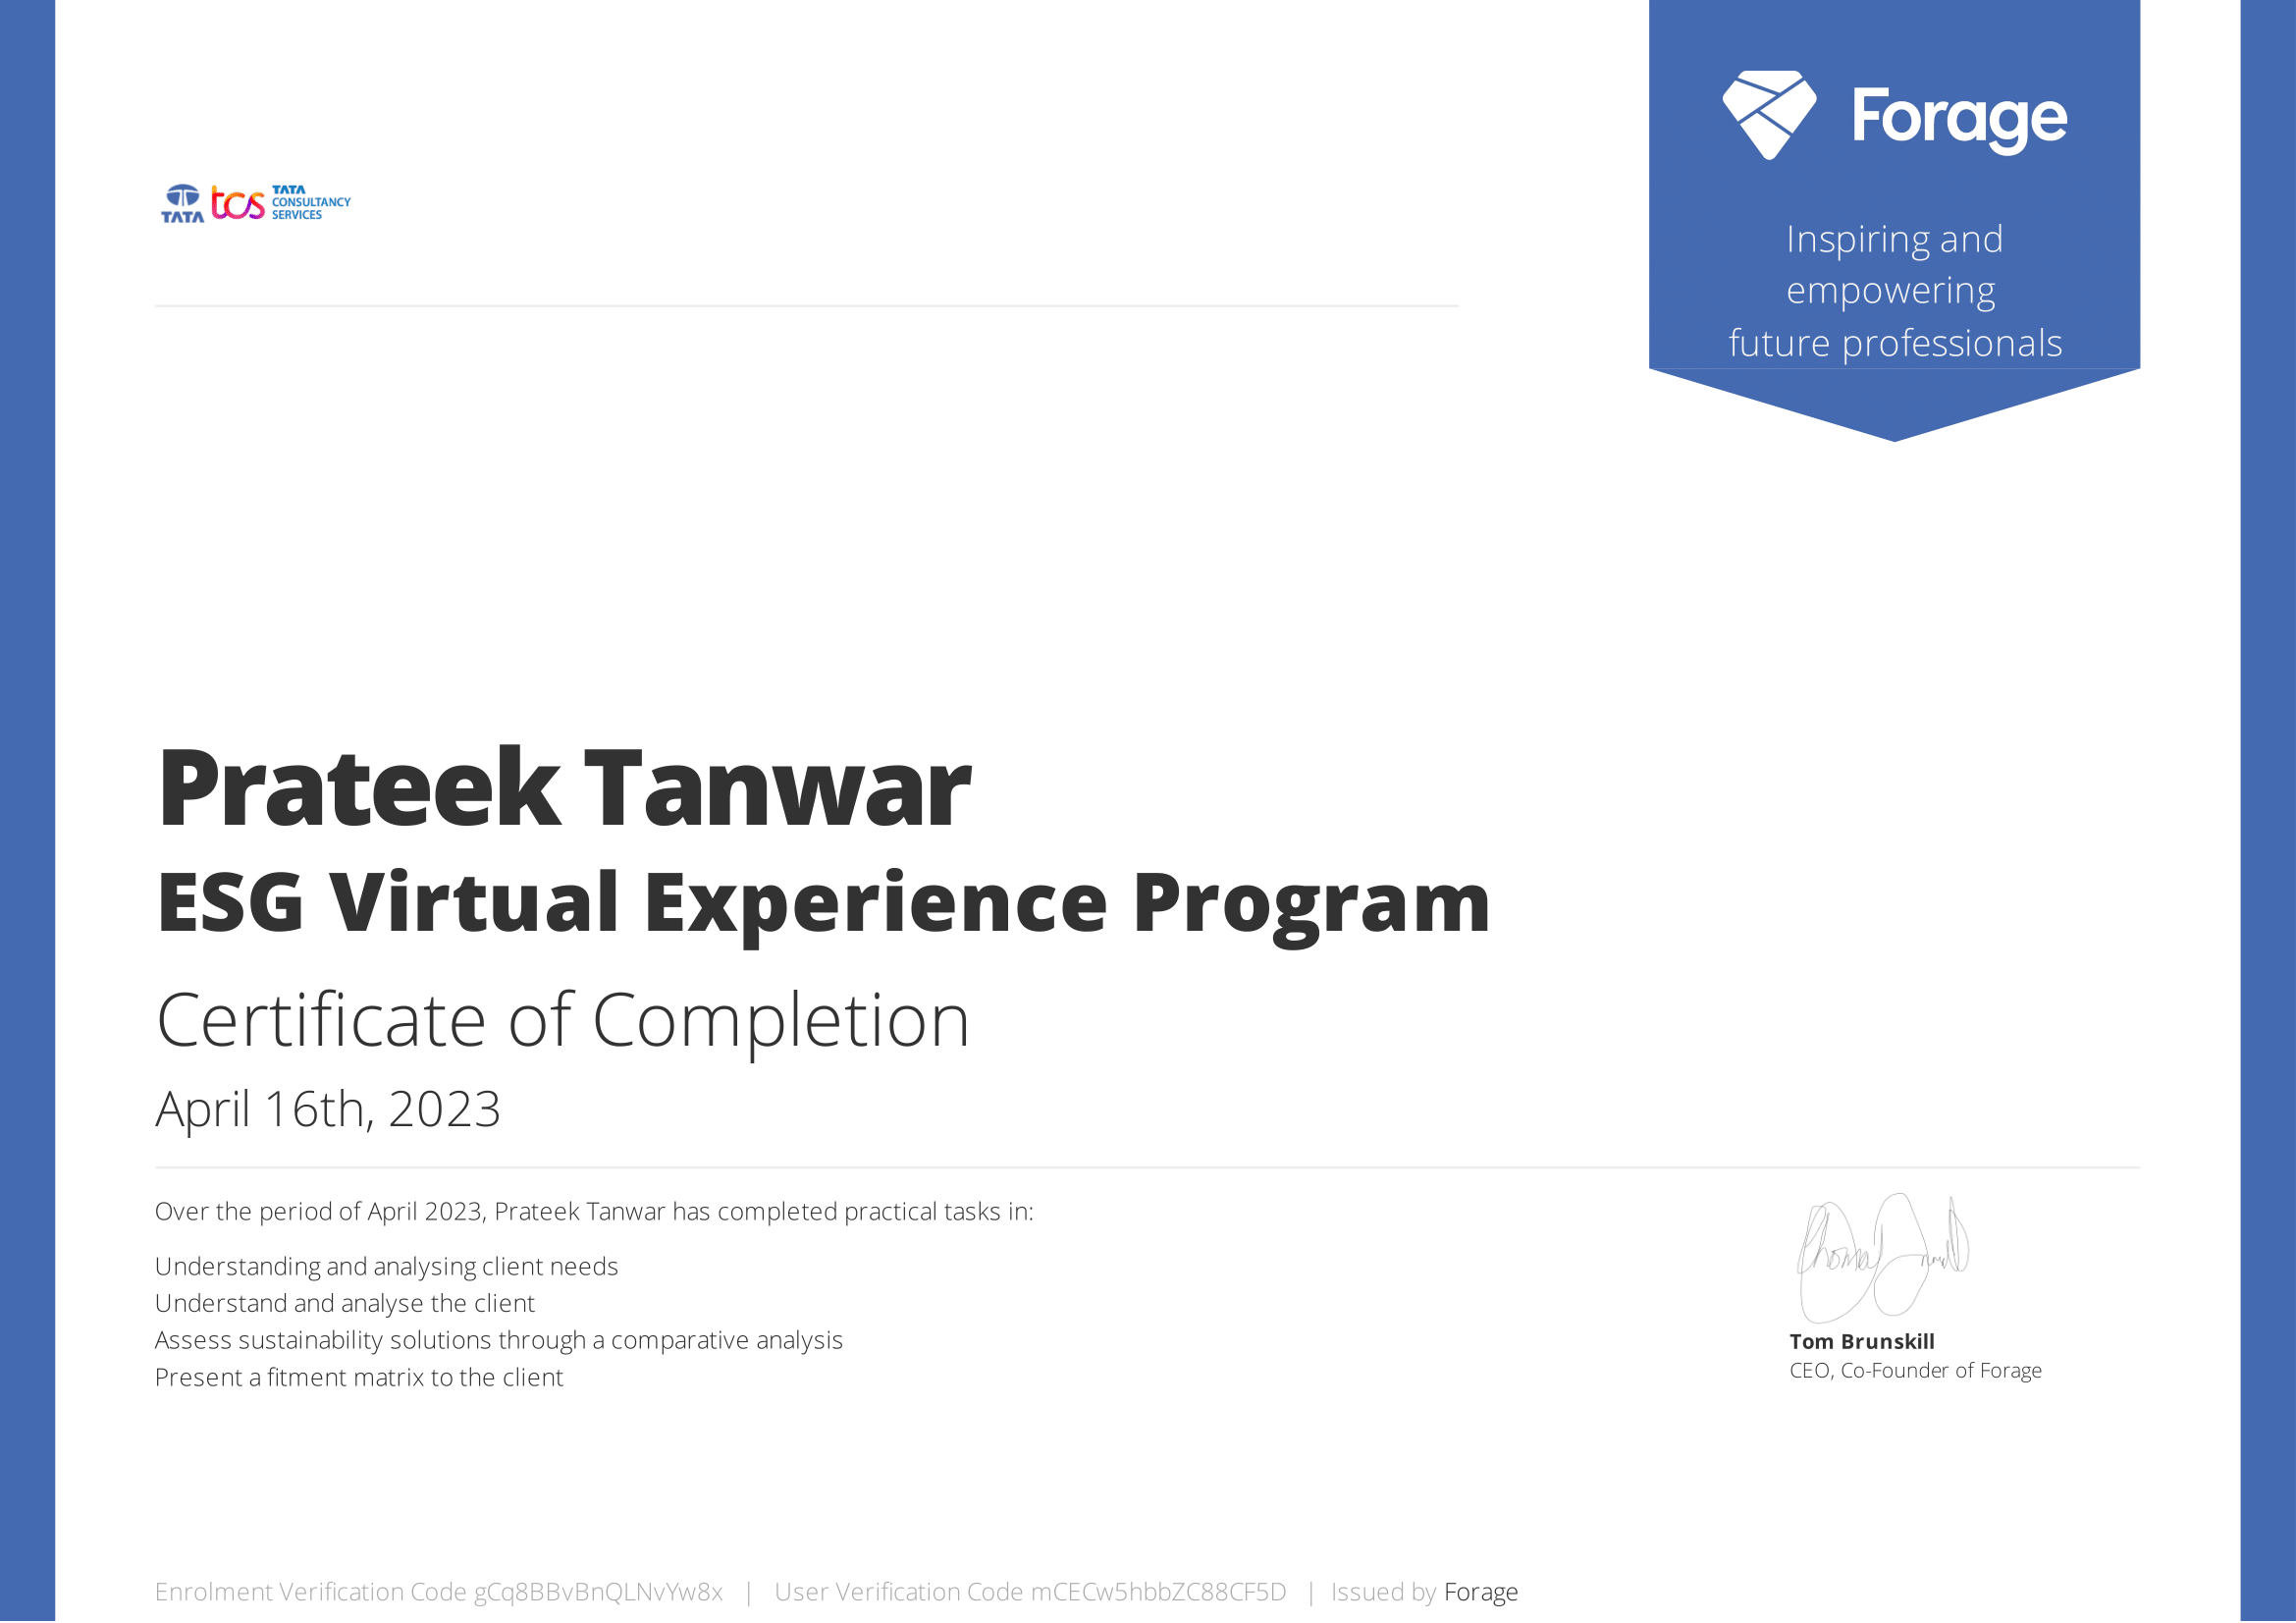 TATA
tcs
TATA
CONSULTANCY
SERVICES
Forage
Inspiring and
empowering
future professionals
Prateek Tanwar
ESG Virtual Experience Program
Certificate of Completion
April 16th, 2023
Over the period of April 2023, Prateek Tanwar has completed practical tasks in:
Understanding and analysing client needs
Understand and analyse the client
Assess sustainability solutions through a comparative analysis
Present a fitment matrix to the client
Tom Brunskill
CEO, Co-Founder of Forage
Enrolment Verification Code gCq8BBvBnQLNvYw8x | User Verification Code mCECw5hbbZC88CF5D | Issued by Forage